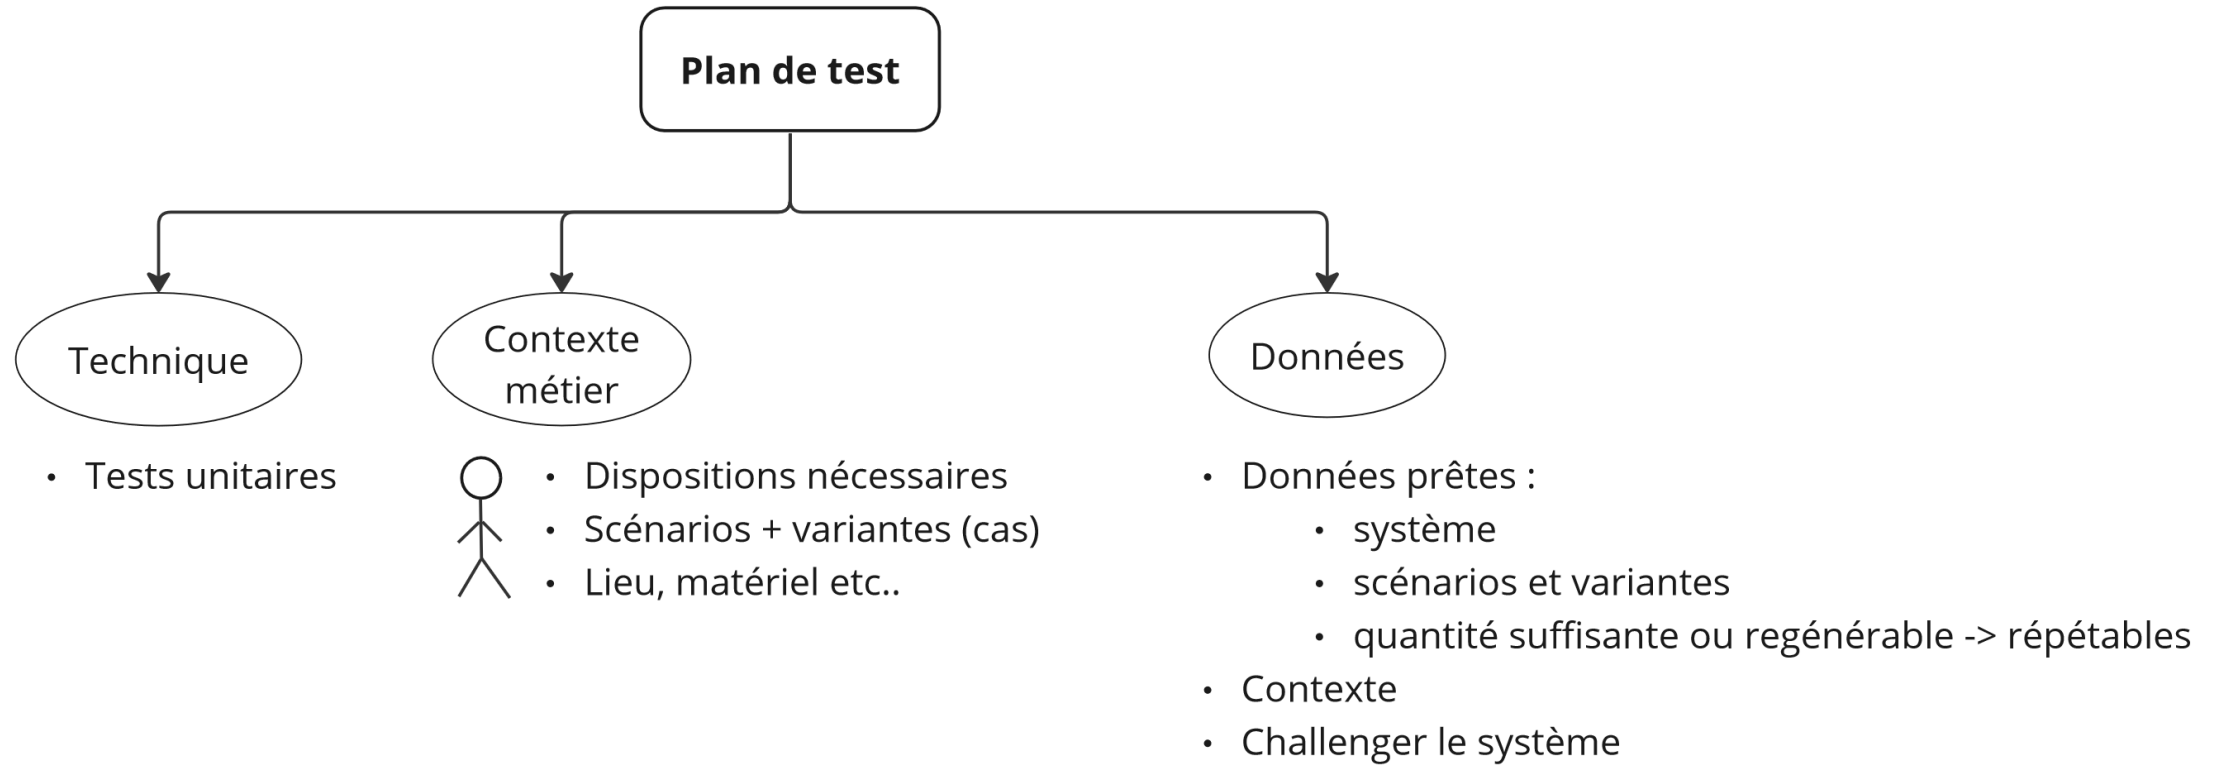 Plan de test
Technique
Contexte
métier
Données
• Tests unitaires
• Dispositions nécessaires
• Scénarios + variantes (cas)
• Lieu, matériel etc..
• Données prêtes :
• système
• scénarios et variantes
• quantité suffisante ou regénérable -> répétables
• Contexte
• Challenger le système